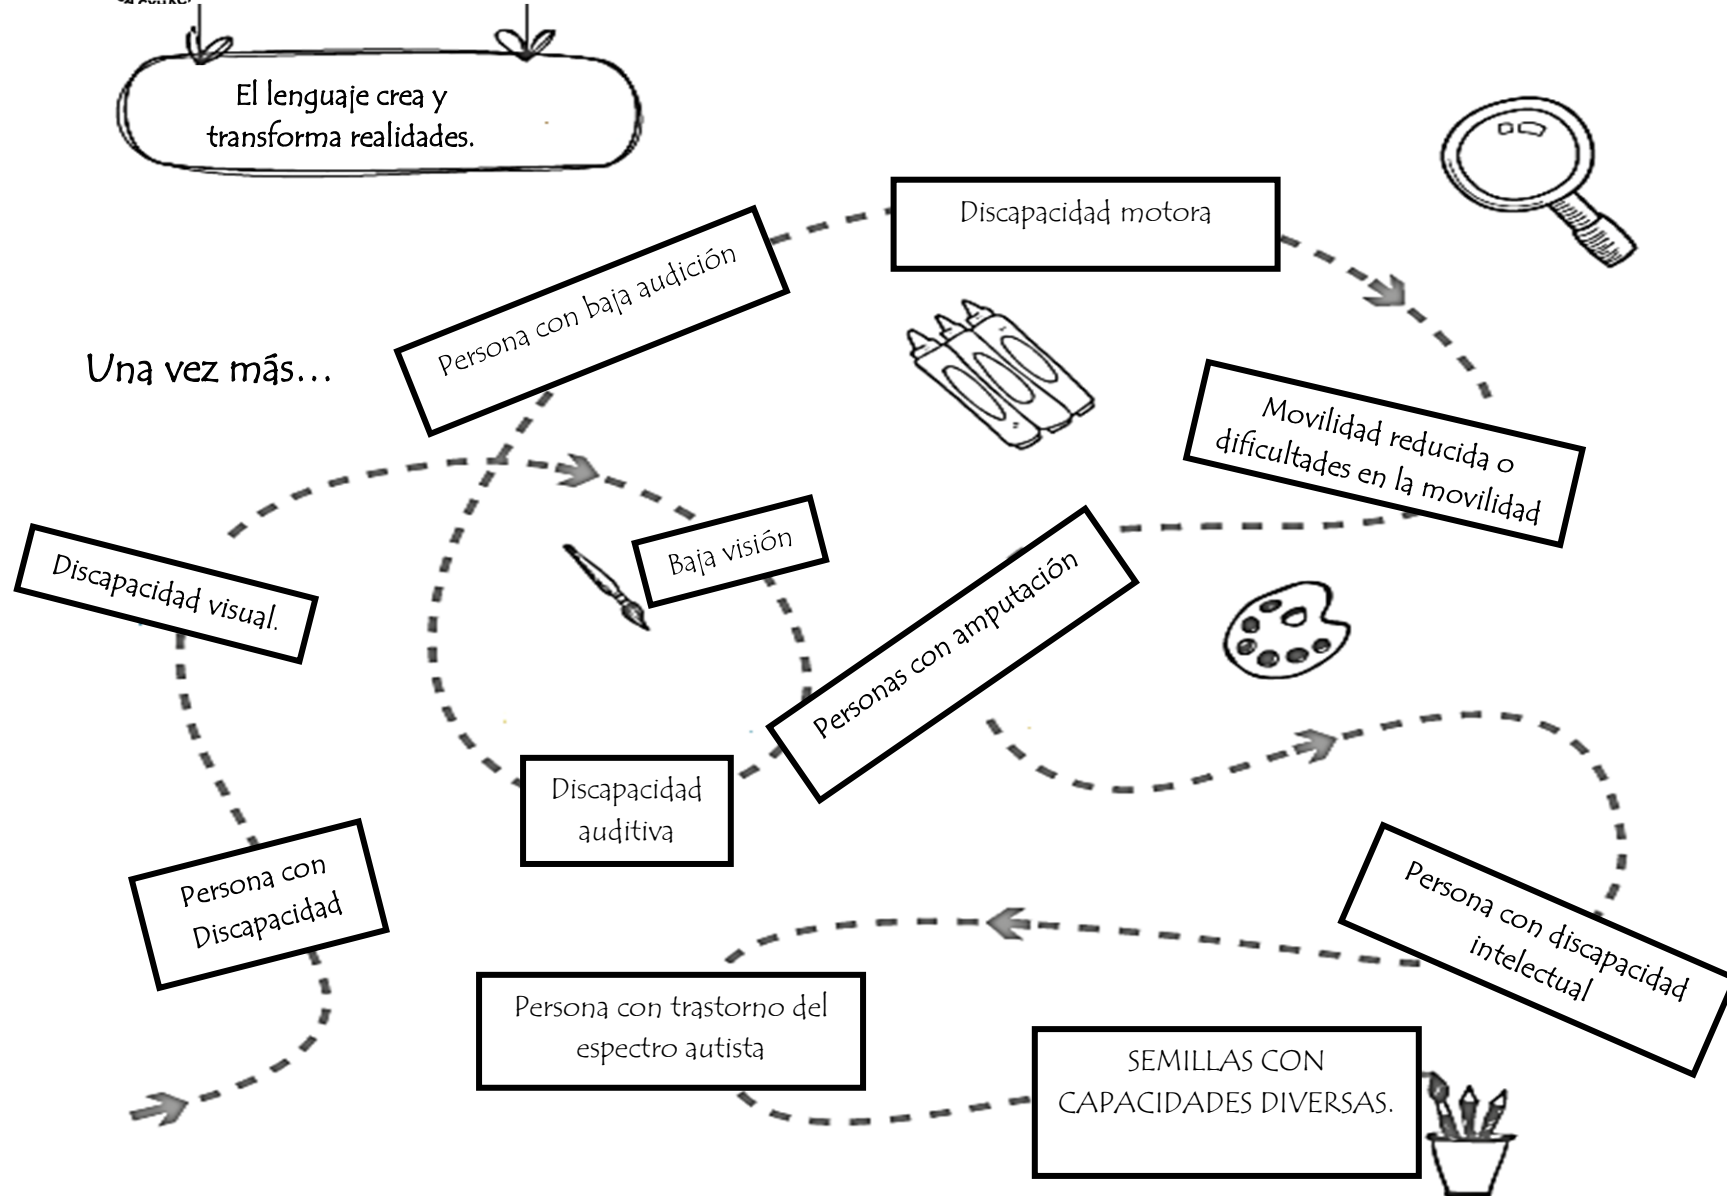 El lenguaje crea y
transforma realidades.
Discapacidad motora
Persona con baja audición
Una vez más...
Movilidad reducida o
dificultades en la movilidad
Baja visión
Discapacidad visual.
Personas con amputación
Discapacidad
auditiva
Persona con
Discapacidad
Persona con discapacidad
intelectual
Persona con trastorno del
espectro autista
SEMILLAS CON
CAPACIDADES DIVERSAS.